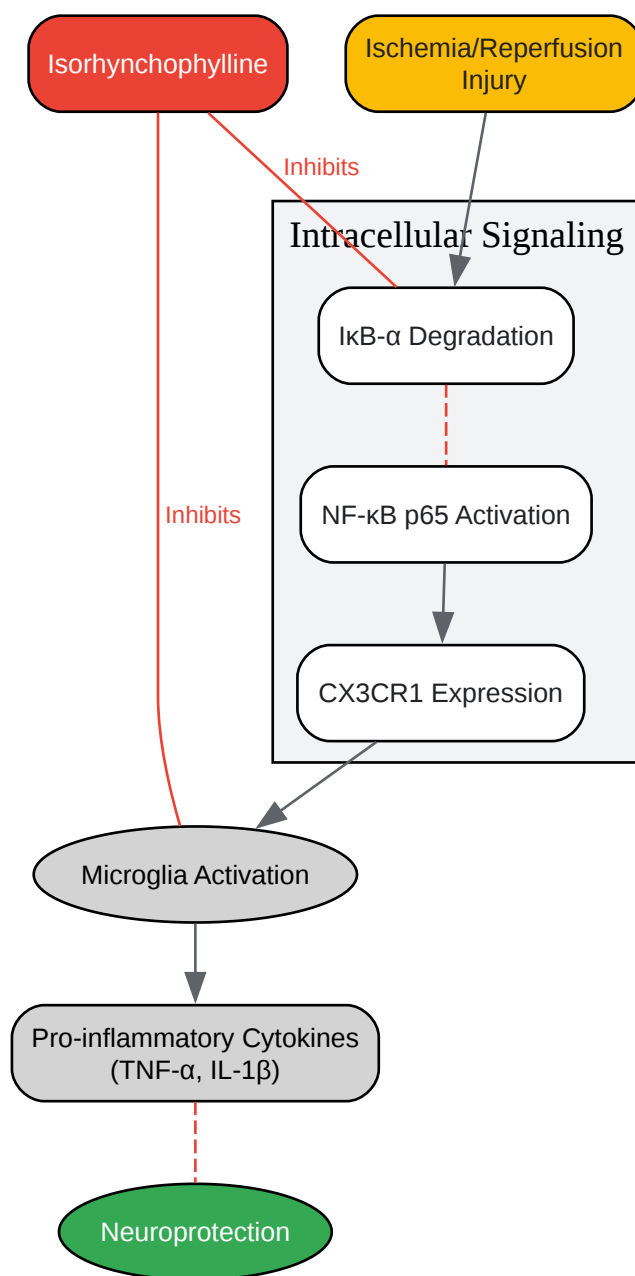 Isorhynchophylline
Ischemia/Reperfusion
Injury
Inhibits
Intracellular Signaling
IκB-α Degradation
NF-κB p65 Activation
Inhibits
CX3CR1 Expression
Microglia Activation
Pro-inflammatory Cytokines
(TNF-α, IL-1β)
Neuroprotection